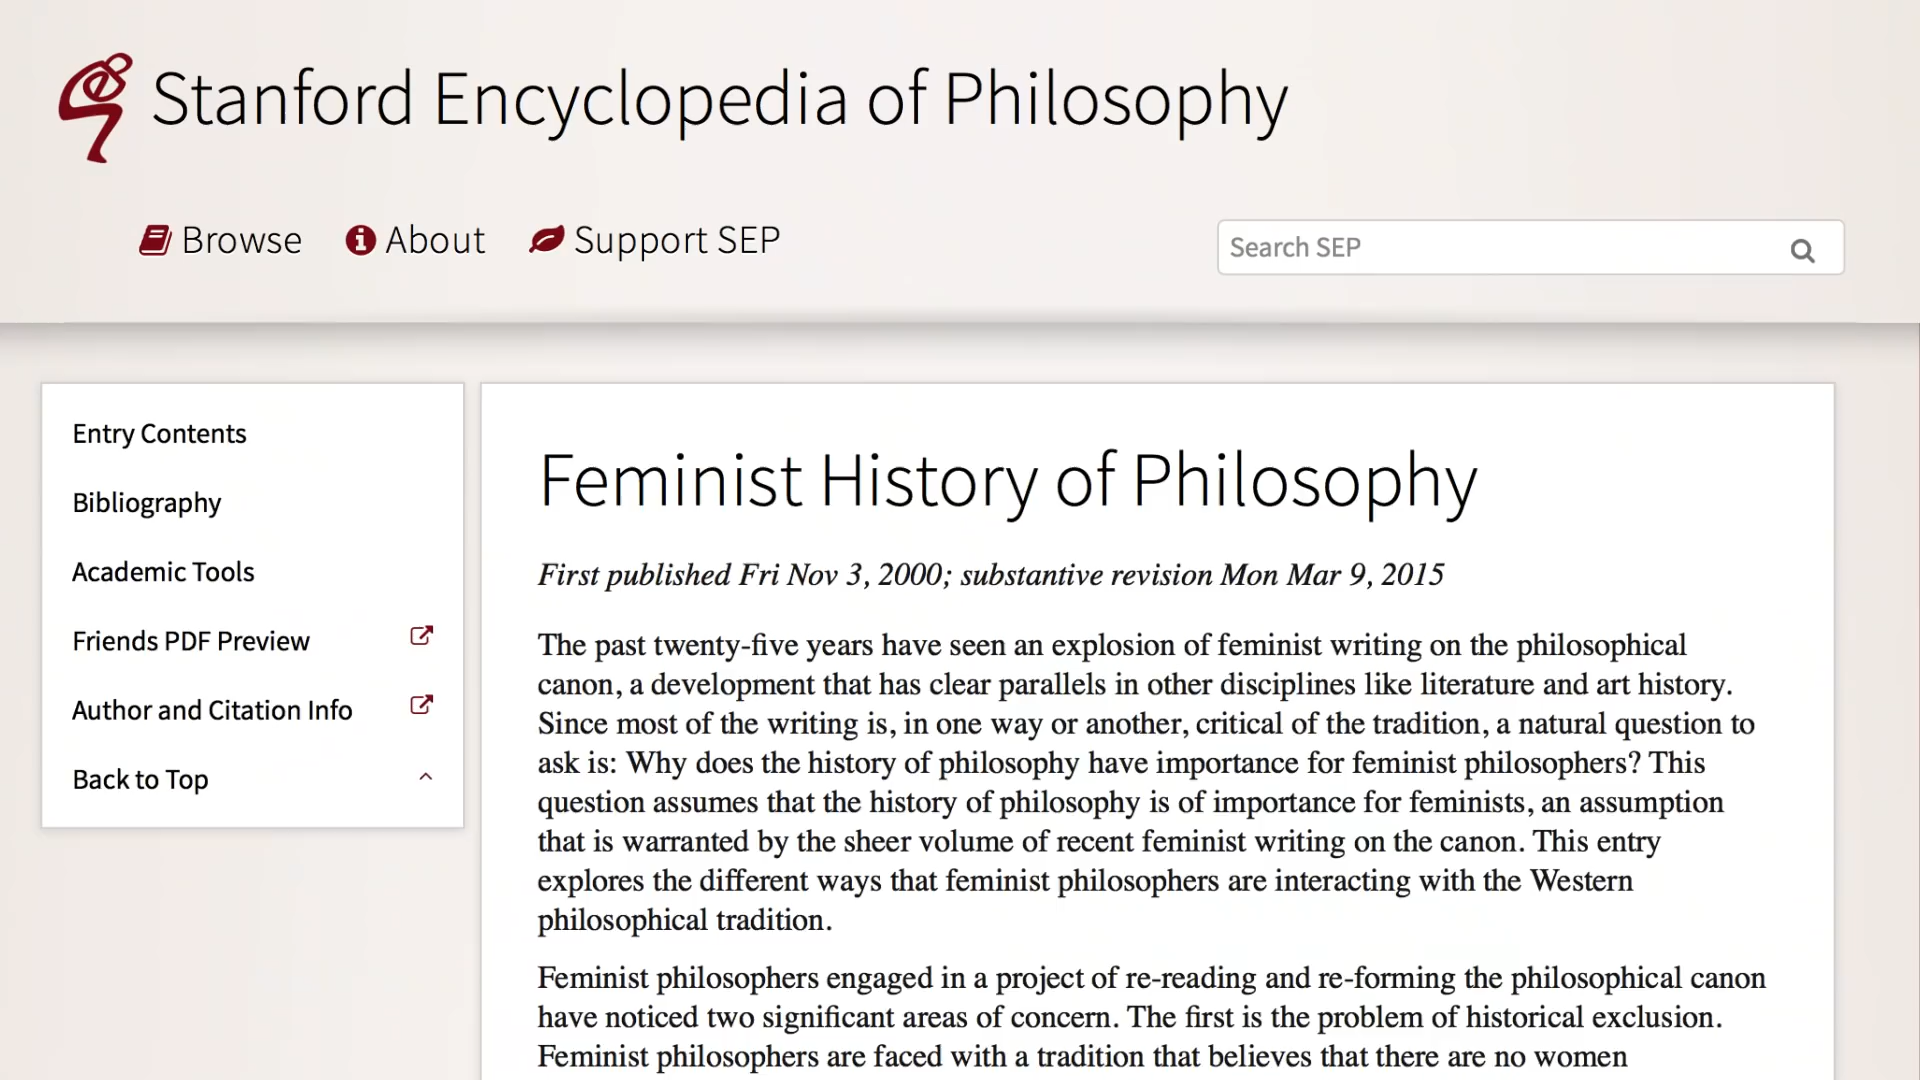 Stanford Encyclopedia of Philosophy
Browse
About
Support SEP
Search SEP
Entry Contents
Bibliography
Academic Tools
Friends PDF Preview
Author and Citation Info
Back to Top
Feminist History of Philosophy
First published Fri Nov 3, 2000; substantive revision Mon Mar 9, 2015
The past twenty-five years have seen an explosion of feminist writing on the philosophical
canon, a development that has clear parallels in other disciplines like literature and art history.
Since most of the writing is, in one way or another, critical of the tradition, a natural question to
ask is: Why does the history of philosophy have importance for feminist philosophers? This
question assumes that the history of philosophy is of importance for feminists, an assumption
that is warranted by the sheer volume of recent feminist writing on the canon. This entry
explores the different ways that feminist philosophers are interacting with the Western
philosophical tradition.
Feminist philosophers engaged in a project of re-reading and re-forming the philosophical canon
have noticed two significant areas of concern. The first is the problem of historical exclusion.
Feminist philosophers are faced with a tradition that believes that there are no women